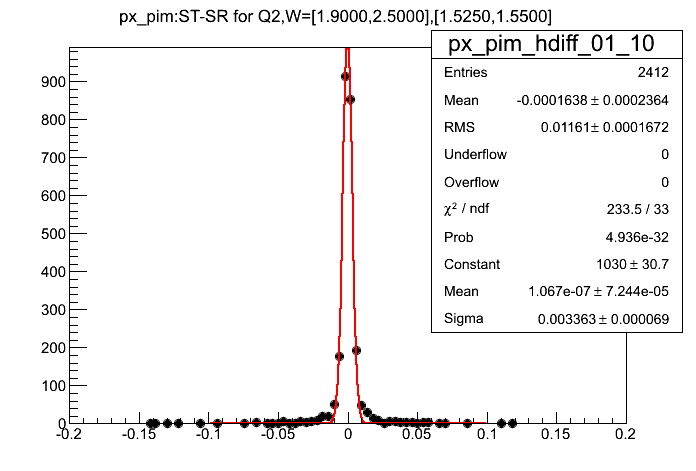 px_pim:ST-SR for Q2,W=[1.9000,2.5000],[1.5250,1.5500]
px_pim_hdiff_01_10
Entries 2412
Mean -0.0001638 ± 0.0002364
RMS 0.01161 ± 0.0001672
Underflow 0
Overflow 0
χ² / ndf 233.5 / 33
Prob 4.936e-32
Constant 1030 ± 30.7
Mean 1.067e-07 ± 7.244e-05
Sigma 0.003363 ± 0.000069
900
800
700
600
500
400
300
200
100
0
-0.2 -0.15 -0.1 -0.05 0 0.05 0.1 0.15 0.2